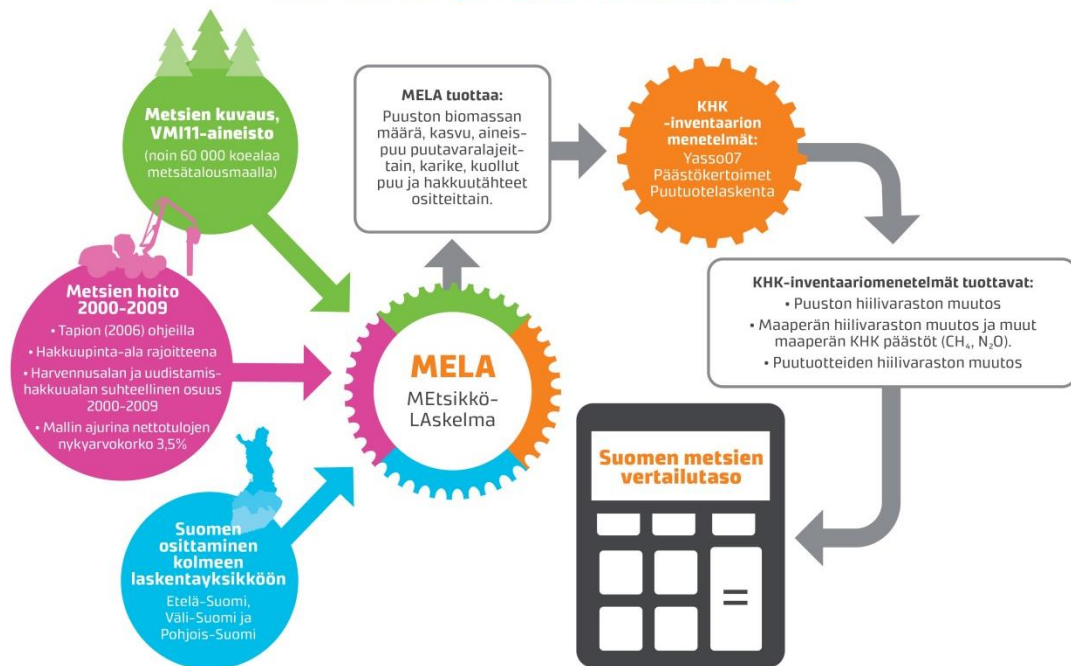 Metsien kuvaus,
VMI11-aineisto
(noin 60 000 koealaa
metsätalousmaalla)
Metsien hoito
2000-2009
• Tapion (2006) ohjeilla
• Hakkuupinta-ala rajoitteena
• Harvennusalan ja uudistamis-
hakkuualan suhteellinen osuus
2000-2009
• Mallin ajurina nettotulojen
nykyarvokorko 3,5%
Suomen
osittaminen
kolmeen
laskentayksikköön
Etelä-Suomi,
Väli-Suomi ja
Pohjois-Suomi
MELA
MEtsikkö-
LAskelma
MELA tuottaa:
Puuston biomassan
määrä, kasvu, aineis-
puu puutavaralajeit-
tain, karike, kuollut
puu ja hakkuutähteet
ositteittain.
KHK
-inventaarion
menetelmät:
Yasso07
Päästökertoimet
Puutuotelaskenta
KHK-inventaariomenetelmät tuottavat:
• Puuston hiilivaraston muutos
• Maaperän hiilivaraston muutos ja muut
maaperän KHK päästöt (CH₄, N₂O).
• Puutuotteiden hiilivaraston muutos
Suomen metsien
vertailutaso
=